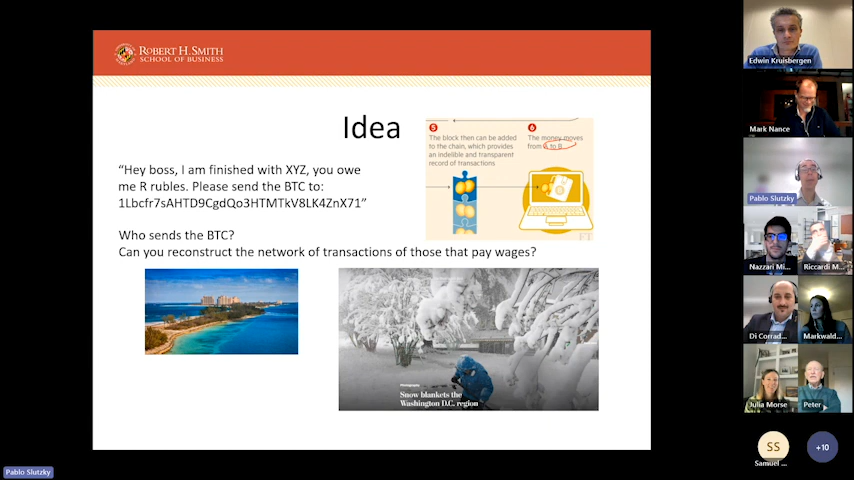 ROBERT H. SMITH
SCHOOL OF BUSINESS
Idea
"Hey boss, I am finished with XYZ, you owe
me R rubles. Please send the BTC to:
1Lbcfr7sAHTD9CgdQo3HTMTkV8LK4ZnX71"
Who sends the BTC?
Can you reconstruct the network of transactions of those that pay wages?
5
The block then can be added
to the chain, which provides
an indelible and transparent
record of transactions
6
The money moves
from A to B
FT
Snow blankets the
Washington D.C. region
Edwin Kruisbergen
Mark Nance
Pablo Slutzky
Nazzari Mi...
Riccardi M...
Di Corrad...
Markwald...
Julia Morse
Peter
SS
Samuel ...
+10
Pablo Slutzky